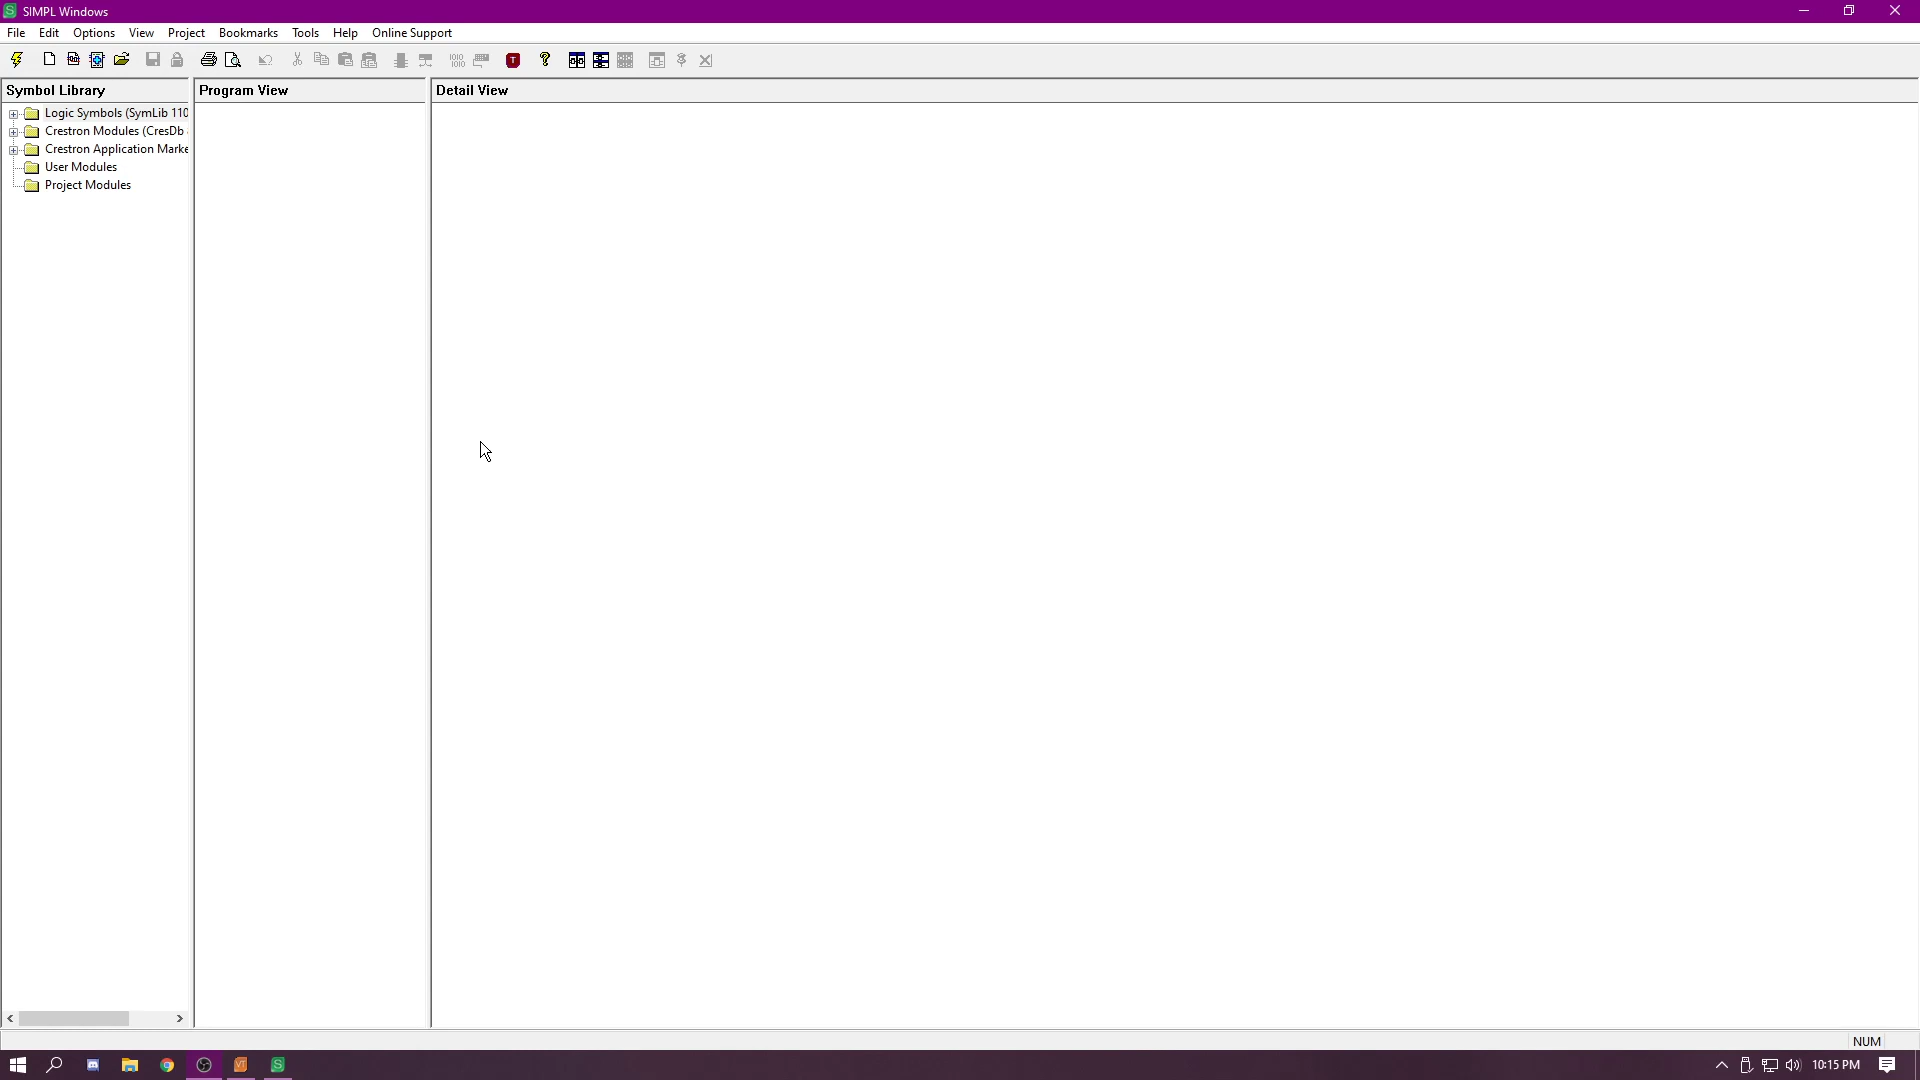 SIMPL Windows
File Edit Options View Project Bookmarks Tools Help Online Support
Symbol Library
Program View
Detail View
Logic Symbols (SymLib 110
Crestron Modules (CresDb
Crestron Application Marke
User Modules
Project Modules
NUM
10:15 PM